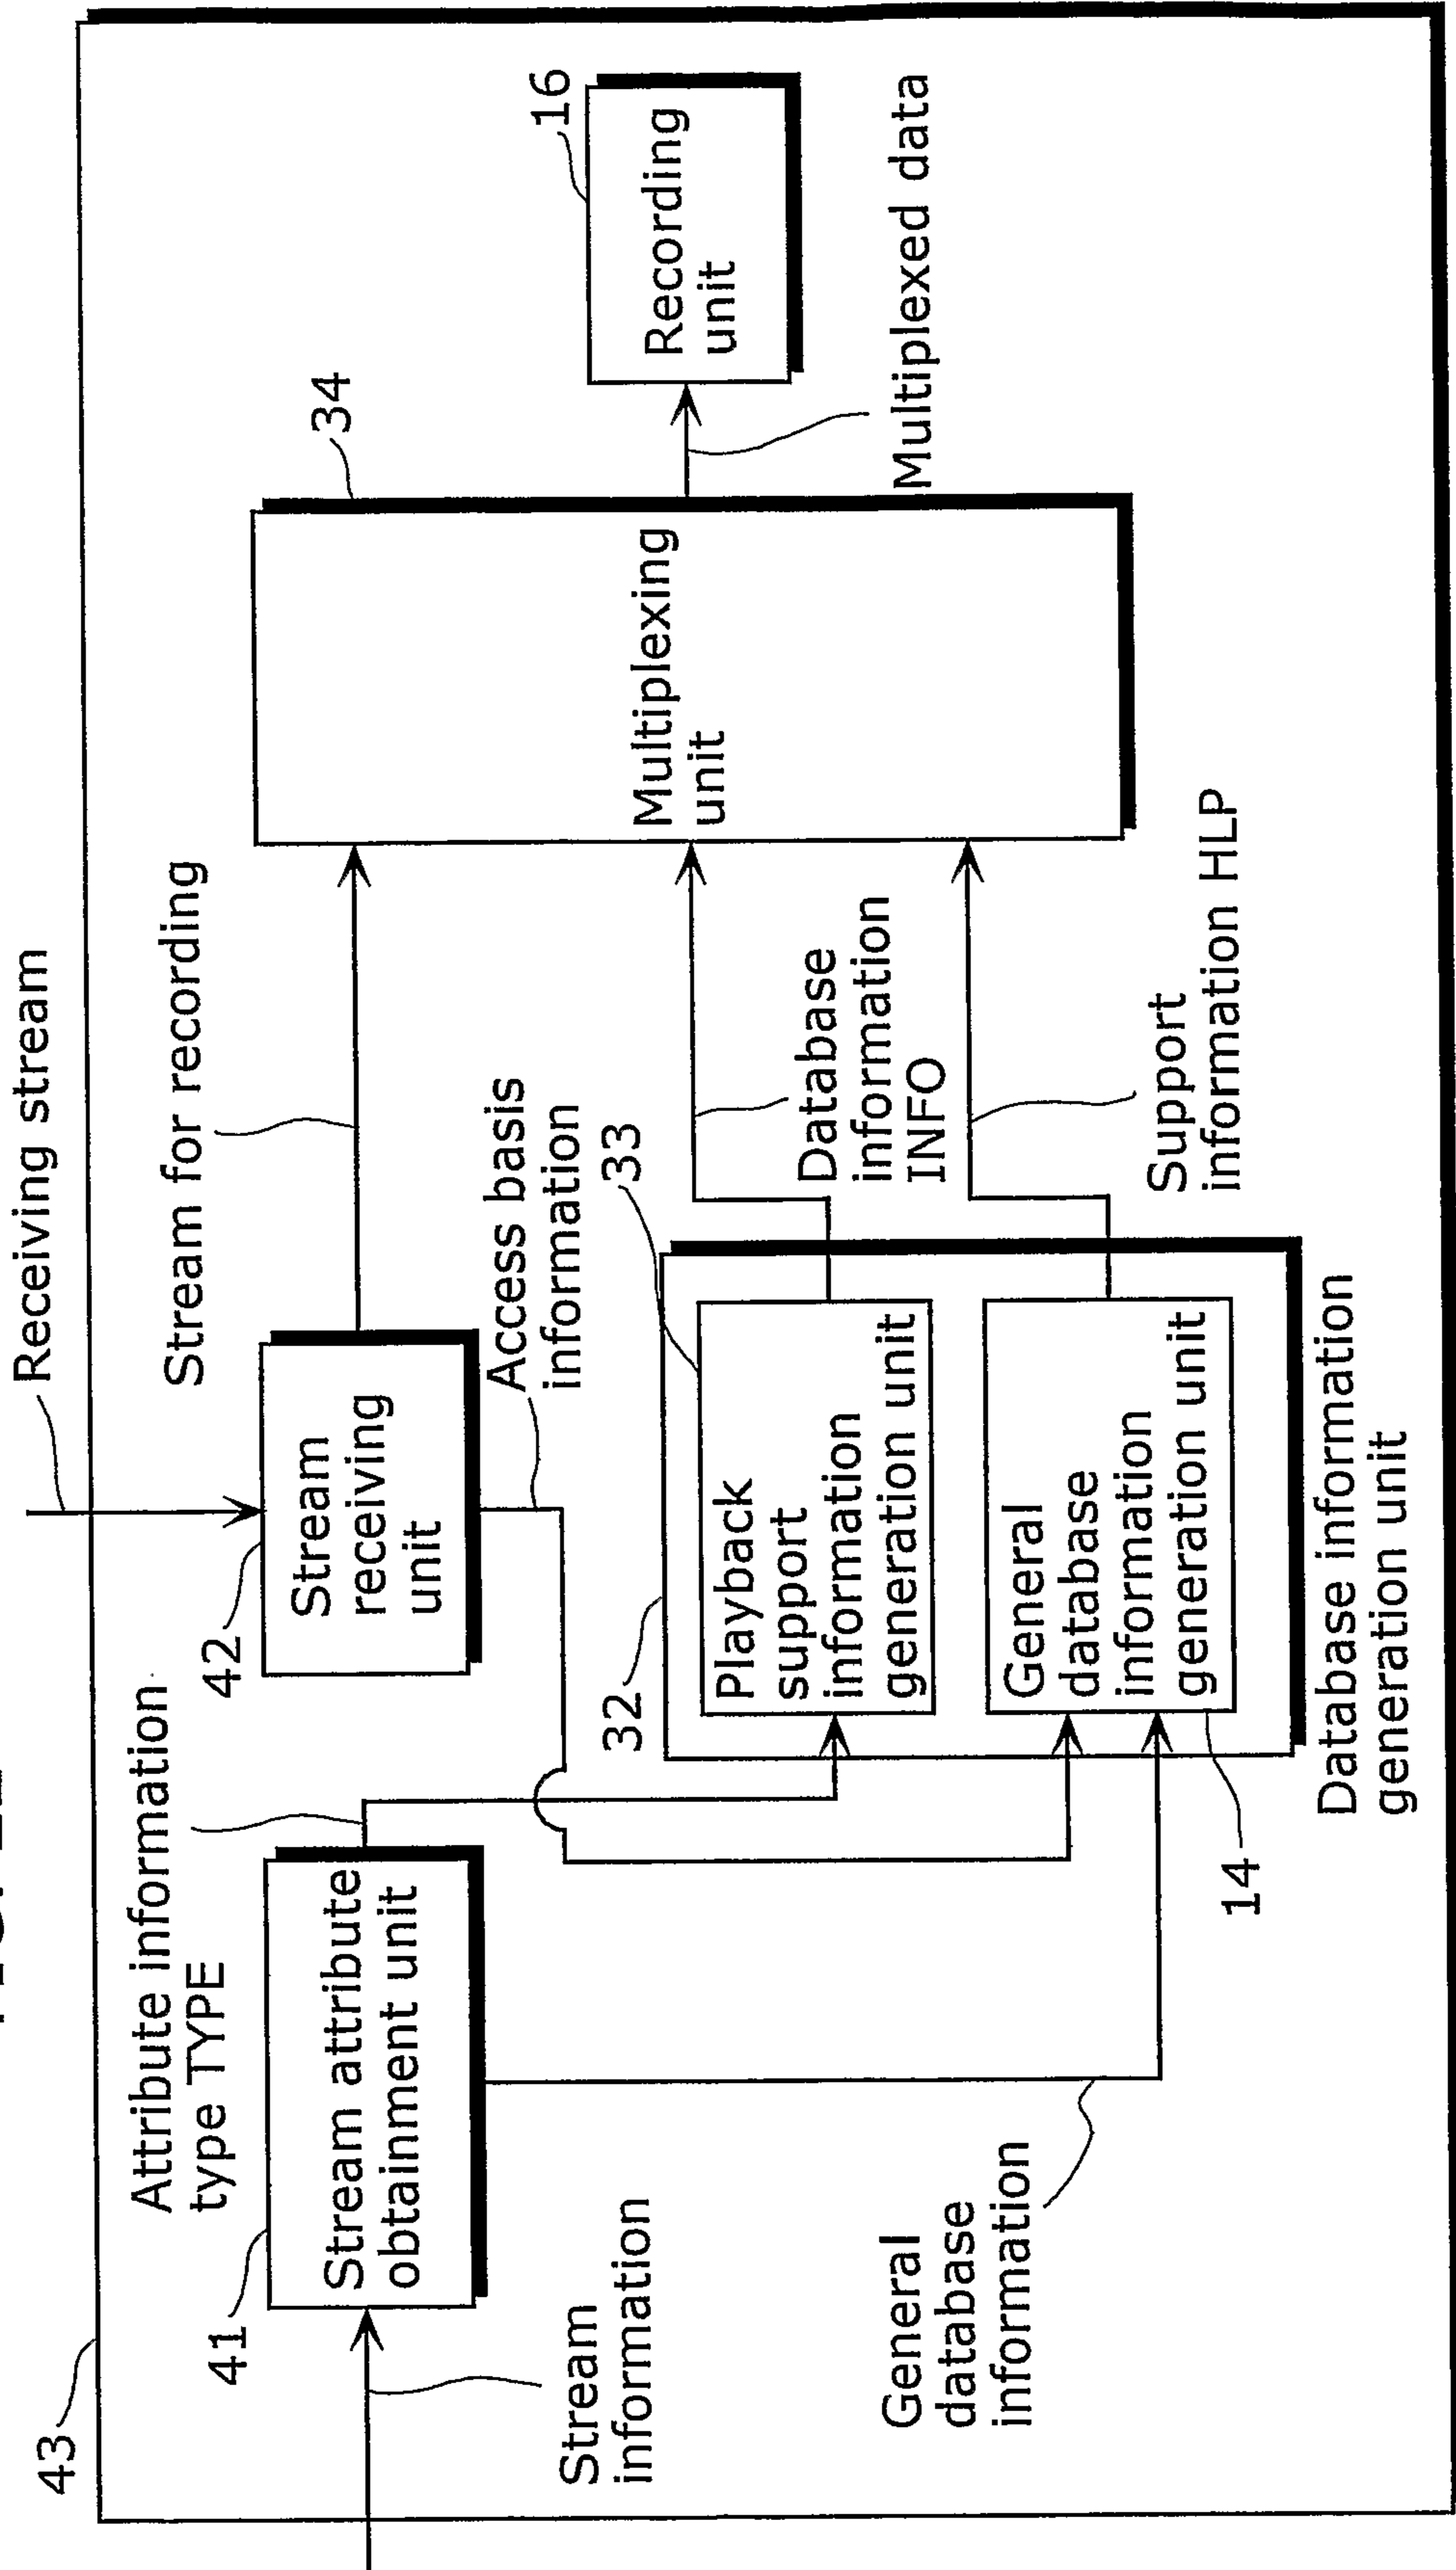 43
Receiving stream
Attribute information
type TYPE
42
Stream for recording
41
Stream attribute
obtainment unit
Stream
receiving
unit
Access basis
information
34
16
Recording
unit
Multiplexing
unit
Multiplexed data
Stream
information
32
33
Playback
support
information
generation unit
Database
information
INFO
General
database
information
14
General
database
information
generation unit
Support
information HLP
Database information
generation unit